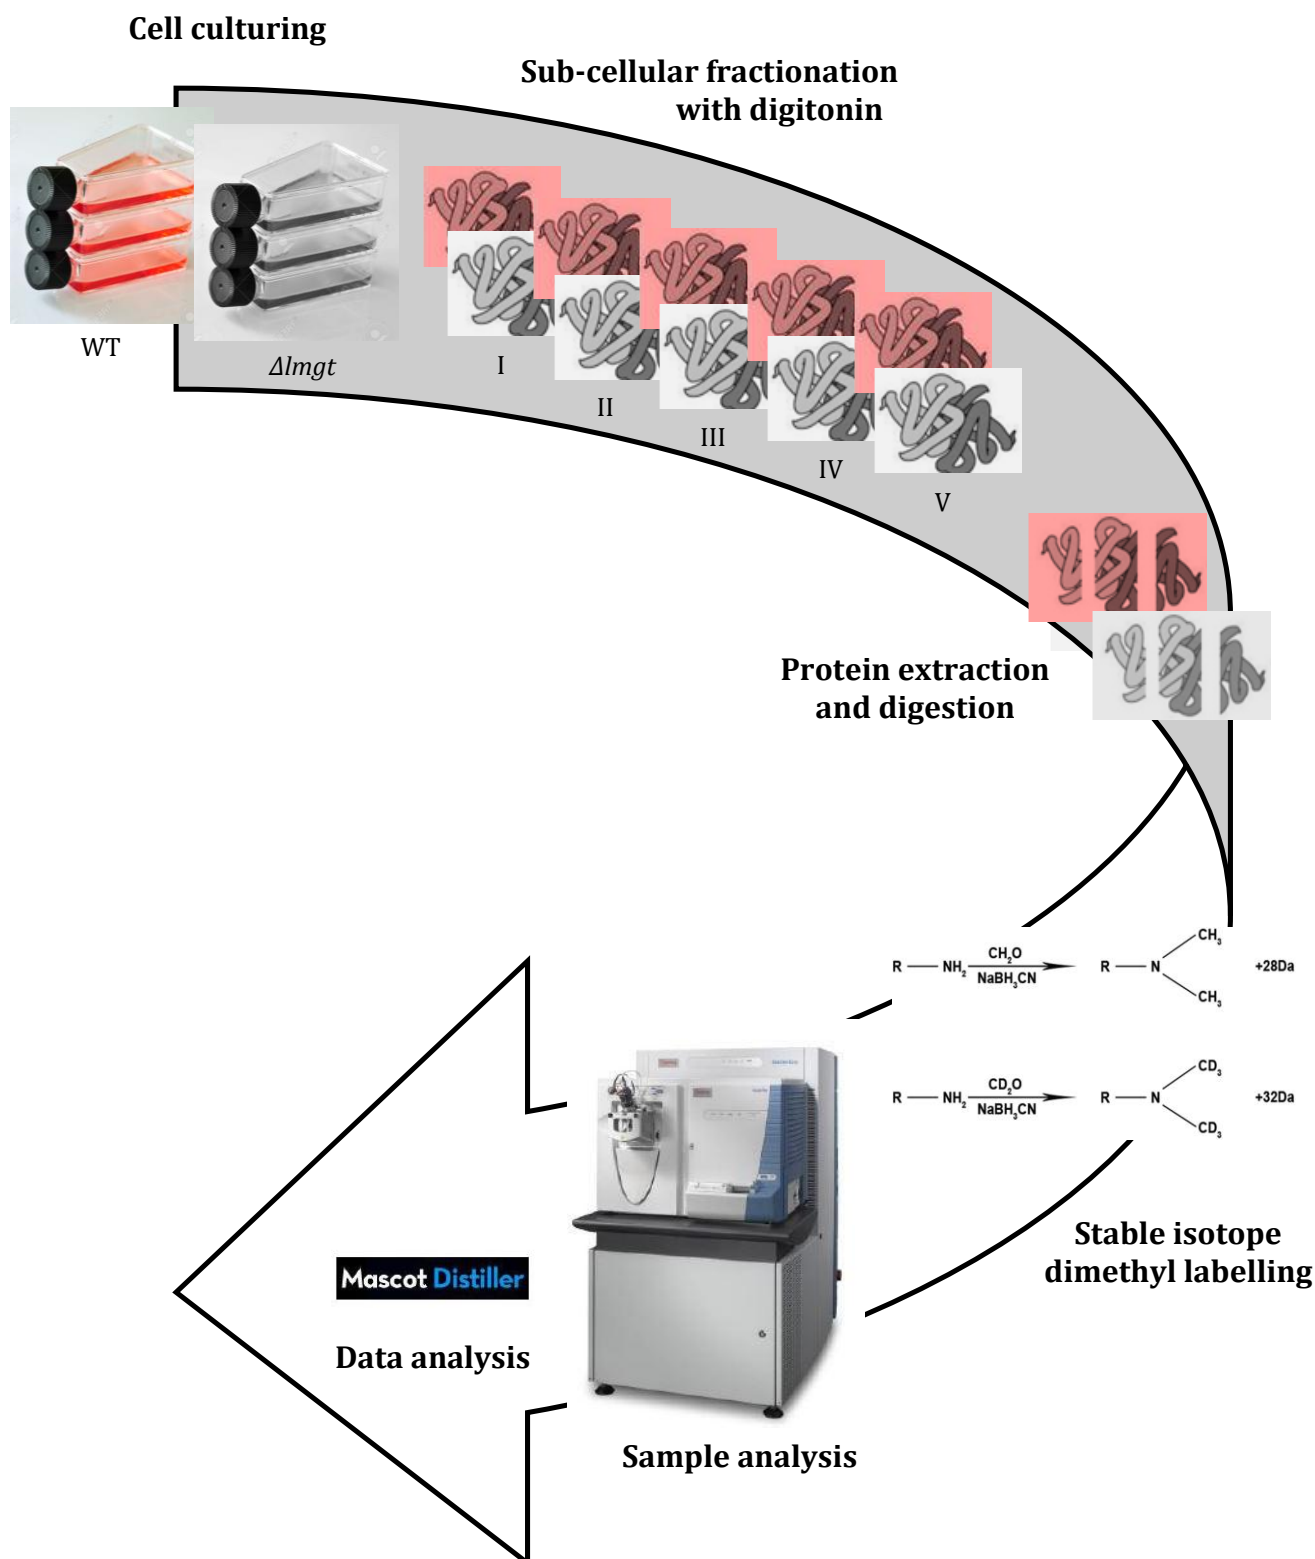 Cell culturing
Sub-cellular fractionation
with digitonin
WT
Δlmgt
I
II
III
IV
V
Protein extraction
and digestion
R — NH₂ CH₂O NaBH₃CN R — N CH₃ CH₃ +28Da
R — NH₂ CD₂O NaBH₃CN R — N CD₃ CD₃ +32Da
Stable isotope
dimethyl labelling
Mascot Distiller
Data analysis
Sample analysis